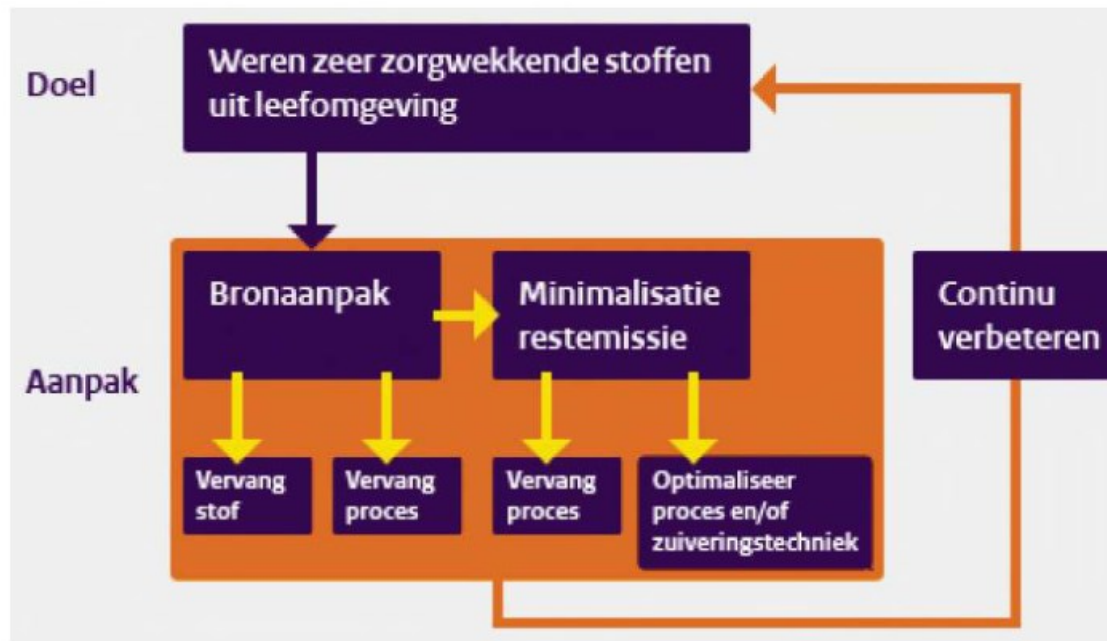 Doel
Weren zeer zorgwekkende stoffen
uit leefomgeving
Aanpak
Bronaanpak
Minimalisatie
restemissie
Continu
verbeteren
Vervang
stof
Vervang
proces
Vervang
proces
Optimaliseer
proces en/of
zuiveringstechniek